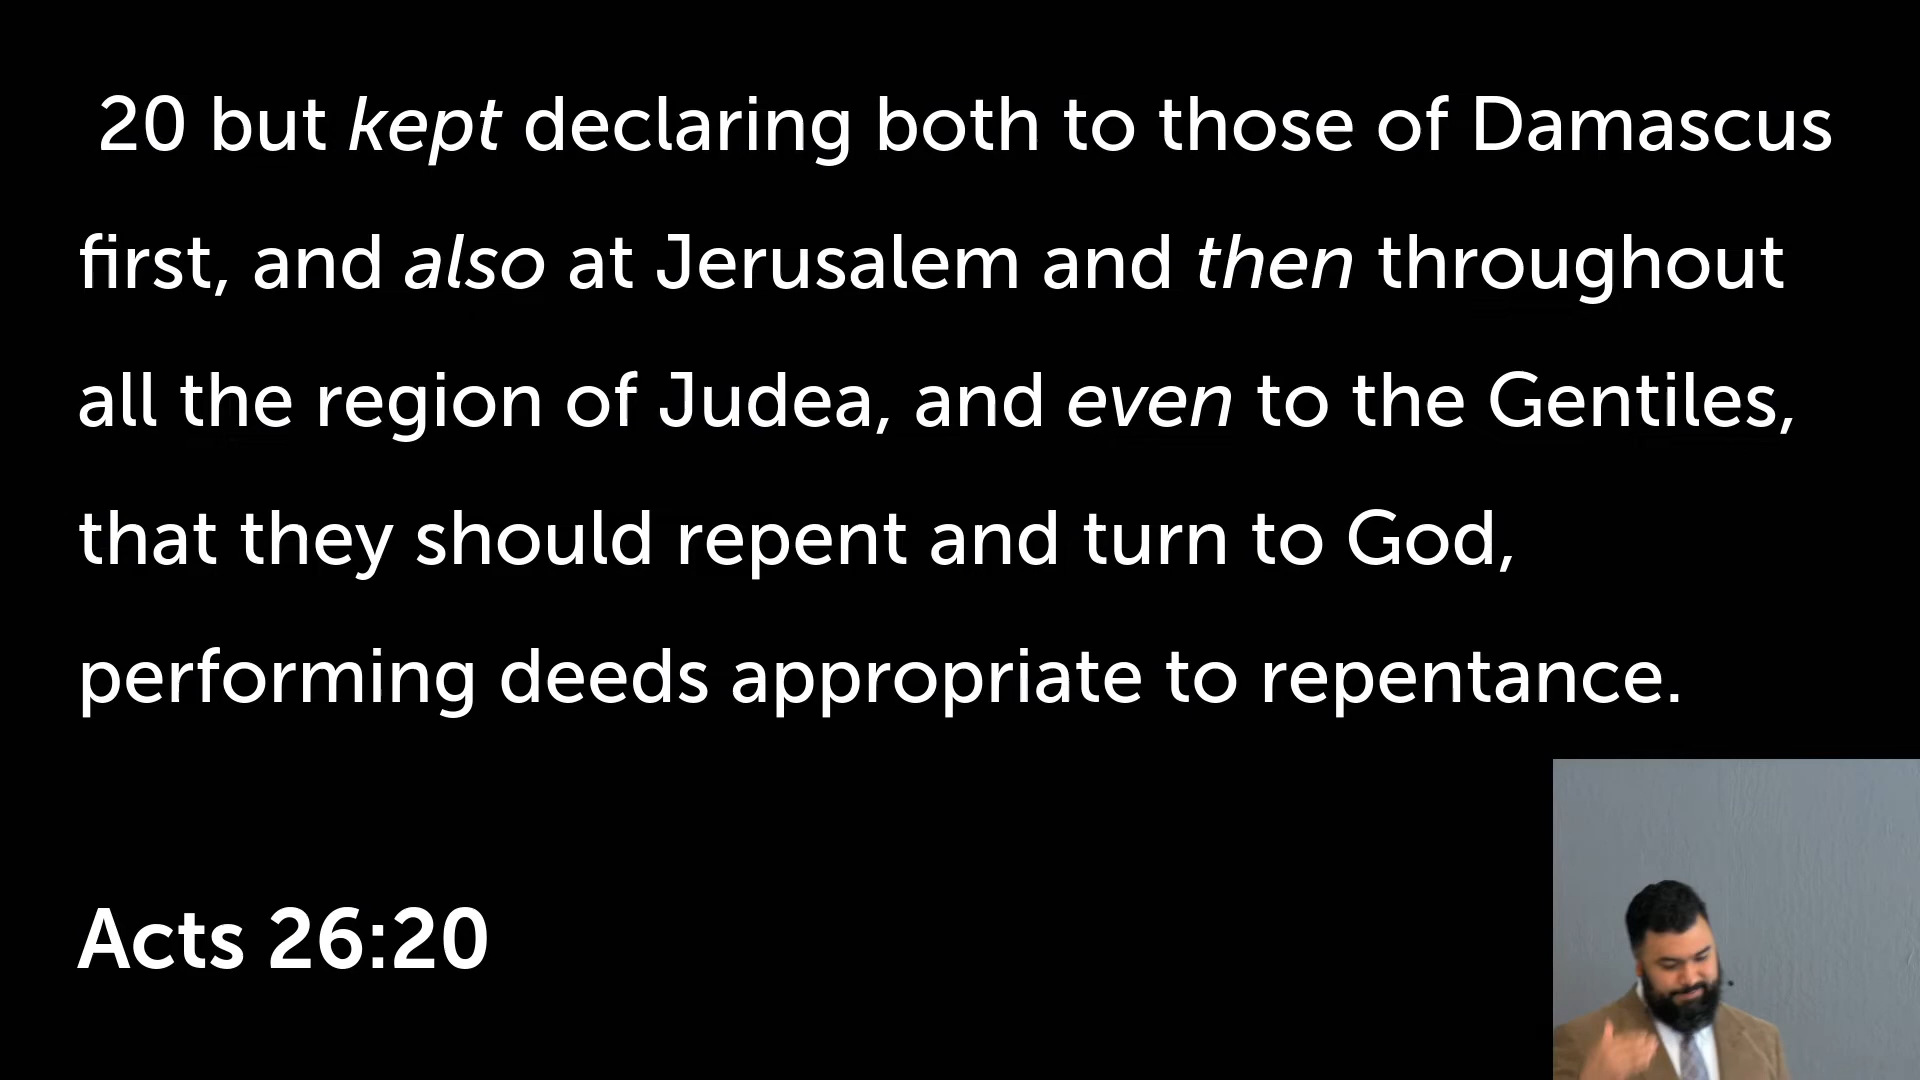 20 but kept declaring both to those of Damascus
first, and also at Jerusalem and then throughout
all the region of Judea, and even to the Gentiles,
that they should repent and turn to God,
performing deeds appropriate to repentance.
Acts 26:20